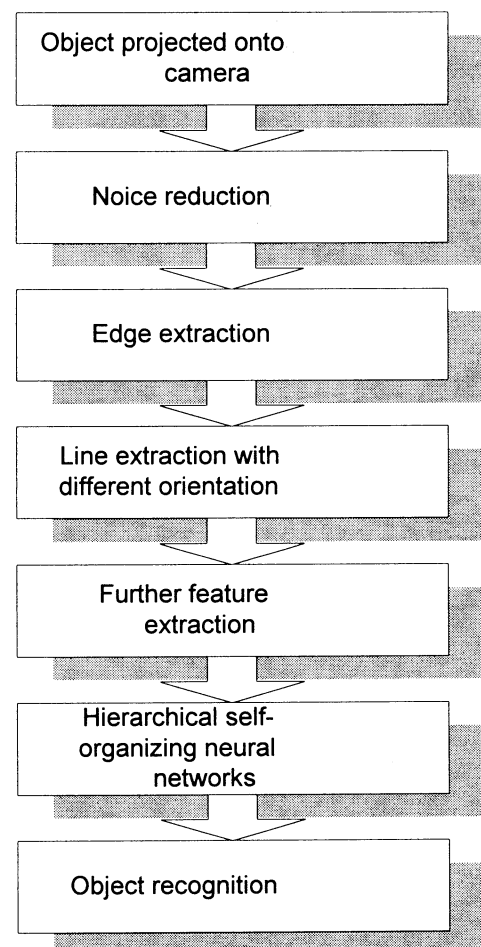 Object projected onto
camera
Noice reduction
Edge extraction
Line extraction with
different orientation
Further feature
extraction
Hierarchical self-
organizing neural
networks
Object recognition